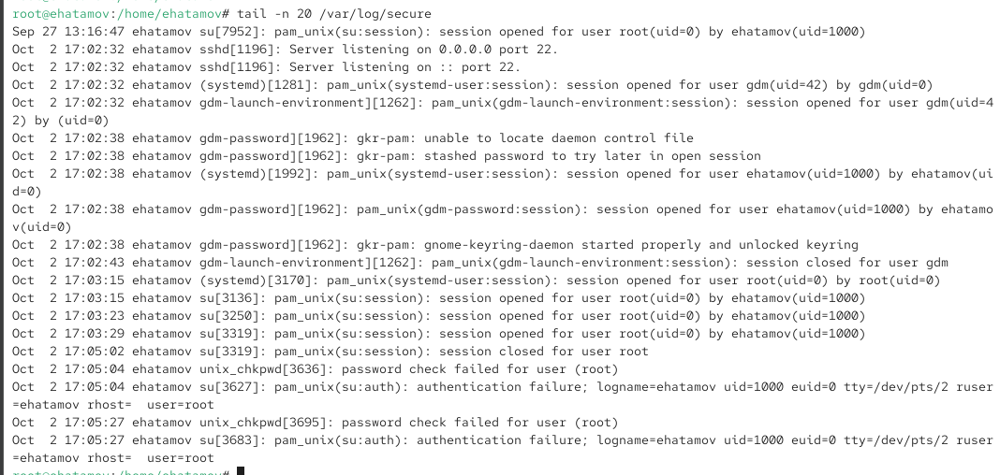 root@ehatamov:/home/ehatamov# tail -n 20 /var/log/secure
Sep 27 13:16:47 ehatamov su[7952]: pam_unix(su:session): session opened for user root(uid=0) by ehatamov(uid=1000)
Oct  2 17:02:32 ehatamov sshd[1196]: Server listening on 0.0.0.0 port 22.
Oct  2 17:02:32 ehatamov sshd[1196]: Server listening on :: port 22.
Oct  2 17:02:32 ehatamov (systemd)[1281]: pam_unix(systemd-user:session): session opened for user gdm(uid=42) by gdm(uid=0)
Oct  2 17:02:32 ehatamov gdm-launch-environment][1262]: pam_unix(gdm-launch-environment:session): session opened for user gdm(uid=4
2) by (uid=0)
Oct  2 17:02:38 ehatamov gdm-password][1962]: gkr-pam: unable to locate daemon control file
Oct  2 17:02:38 ehatamov gdm-password][1962]: gkr-pam: stashed password to try later in open session
Oct  2 17:02:38 ehatamov (systemd)[1992]: pam_unix(systemd-user:session): session opened for user ehatamov(uid=1000) by ehatamov(ui
d=0)
Oct  2 17:02:38 ehatamov gdm-password][1962]: pam_unix(gdm-password:session): session opened for user ehatamov(uid=1000) by ehatamo
v(uid=0)
Oct  2 17:02:38 ehatamov gdm-password][1962]: gkr-pam: gnome-keyring-daemon started properly and unlocked keyring
Oct  2 17:02:43 ehatamov gdm-launch-environment][1262]: pam_unix(gdm-launch-environment:session): session closed for user gdm
Oct  2 17:03:15 ehatamov (systemd)[3170]: pam_unix(systemd-user:session): session opened for user root(uid=0) by root(uid=0)
Oct  2 17:03:15 ehatamov su[3136]: pam_unix(su:session): session opened for user root(uid=0) by ehatamov(uid=1000)
Oct  2 17:03:23 ehatamov su[3250]: pam_unix(su:session): session opened for user root(uid=0) by ehatamov(uid=1000)
Oct  2 17:03:29 ehatamov su[3319]: pam_unix(su:session): session opened for user root(uid=0) by ehatamov(uid=1000)
Oct  2 17:05:02 ehatamov su[3319]: pam_unix(su:session): session closed for user root
Oct  2 17:05:04 ehatamov unix_chkpwd[3636]: password check failed for user (root)
Oct  2 17:05:04 ehatamov su[3627]: pam_unix(su:auth): authentication failure; logname=ehatamov uid=1000 euid=0 tty=/dev/pts/2 ruser
=ehatamov rhost=  user=root
Oct  2 17:05:27 ehatamov unix_chkpwd[3695]: password check failed for user (root)
Oct  2 17:05:27 ehatamov su[3683]: pam_unix(su:auth): authentication failure; logname=ehatamov uid=1000 euid=0 tty=/dev/pts/2 ruser
=ehatamov rhost=  user=root
root@ehatamov:/home/ehatamov#